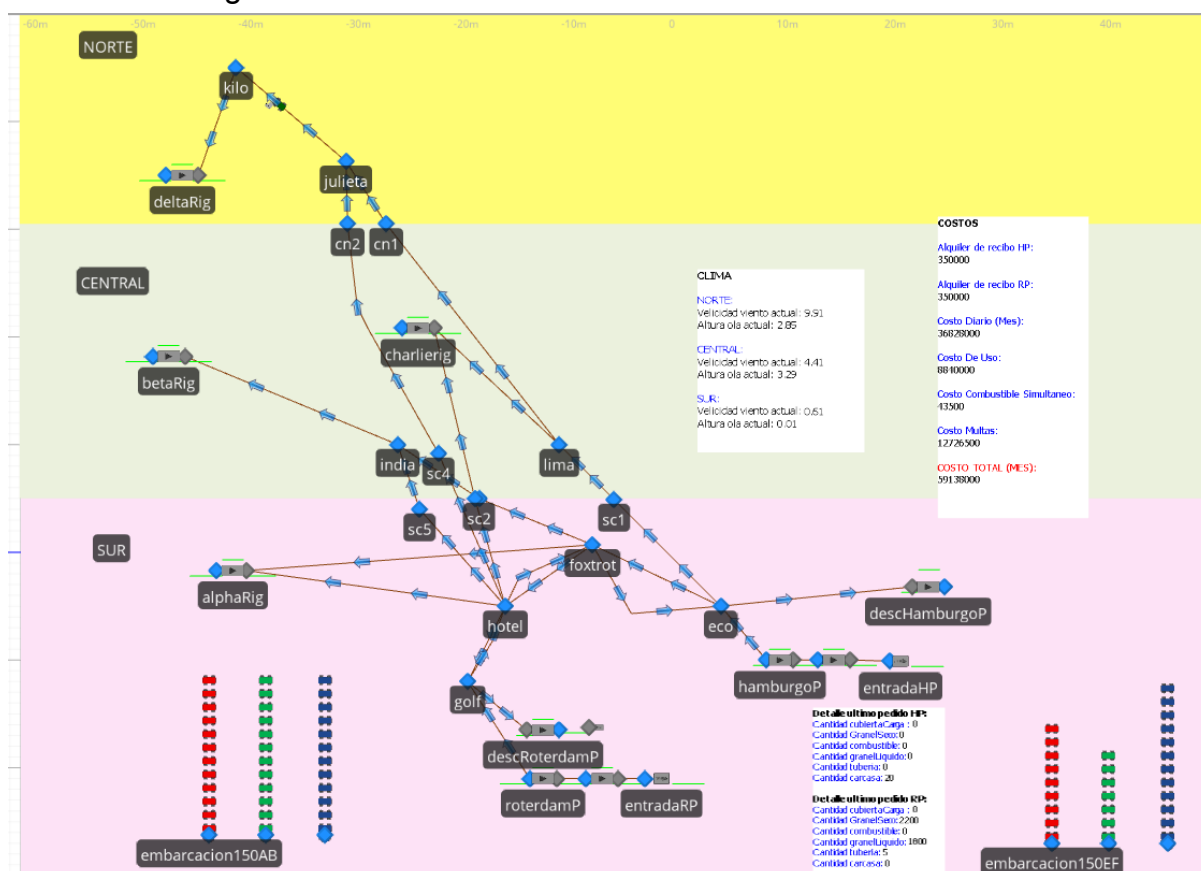 -60m -50m -40m -30m -20m -10m 0 10m 20m 30m 40m
NORTE
kilo
julieta
deltaRig
cn2 cn1
CENTRAL
charlierig
betaRig
india sc4 lima
sc5 sc2 sc1
SUR
foxtrot
alphaRig
hotel eco descHamburgoP
golf hamburgoP entradaHP
descRoterdamP
roterdamP entradaRP
embarcacion150AB
embarcacion150EF
CLIMA
NORTE:
Velicidad viento actual: 9.91
Altura ola actual: 2.85
CENTRAL:
Velicidad viento actual: 4.41
Altura ola actual: 3.29
SUR:
Velicidad viento actual: 0.61
Altura ola actual: 0.01
COSTOS
Alquiler de recibo HP:
350000
Alquiler de recibo RP:
350000
Costo Diario (Mes):
36828000
Costo De Uso:
8840000
Costo Combustible Simultaneo:
43500
Costo Multas:
12726500
COSTO TOTAL (MES):
59138000
Detalle ultimo pedido HP:
Cantidad cubiertaCarga : 0
Cantidad GranelSeco:0
Cantidad combustible: 0
Cantidad granelLiquido: 0
Cantidad tuberia: 0
Cantidad carcasa: 20
Detalle ultimo pedido RP:
Cantidad cubiertaCarga : 0
Cantidad GranelSero:2200
Cantidad combustible: 0
Cantidad granelLiquido: 1800
Cantidad tuberia: 5
Cantidad carcasa: 0